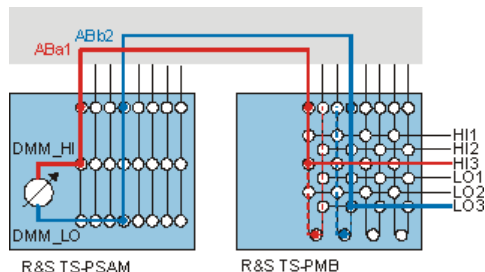 ABb2
ABa1
DMM_HI
DMM_LO
HI1
HI2
HI3
LO1
LO2
LO3
R&S TS-PSAM
R&S TS-PMB